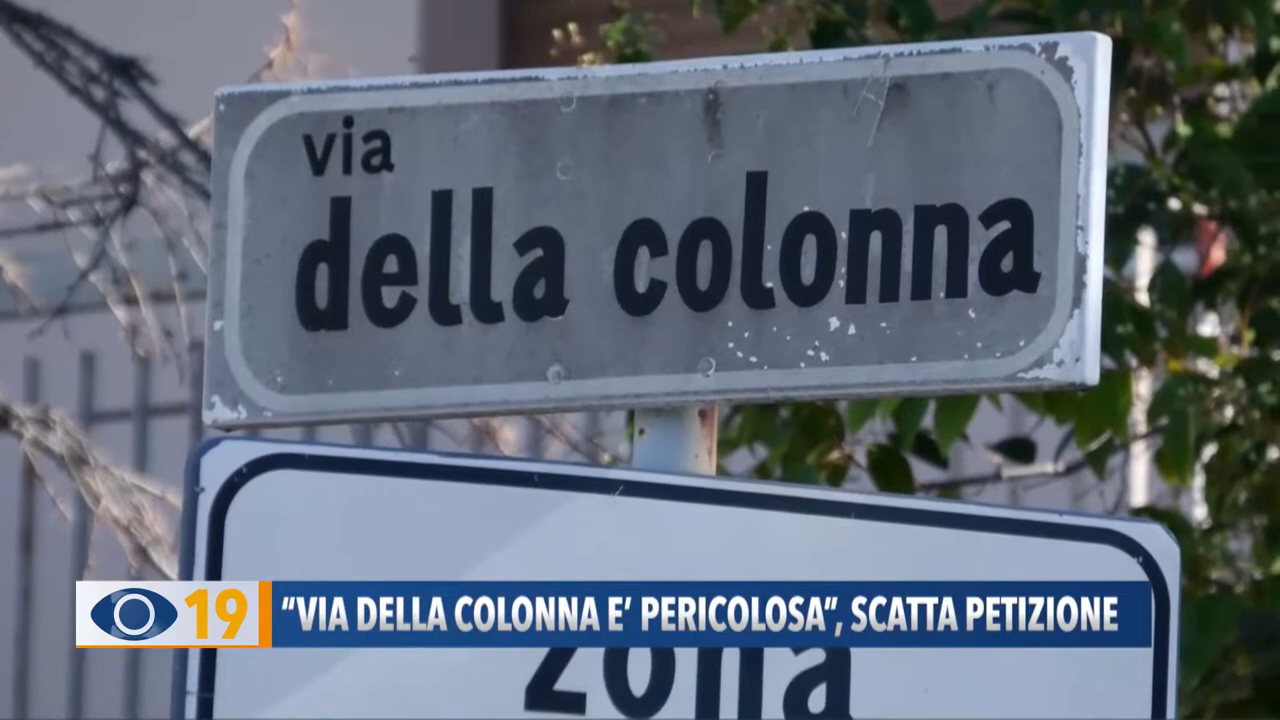 via
della colonna
19 “VIA DELLA COLONNA E’ PERICOLOSA”, SCATTA PETIZIONE
zona